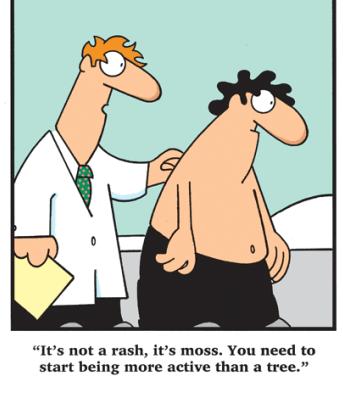 “It’s not a rash, it’s moss. You need to
start being more active than a tree.”